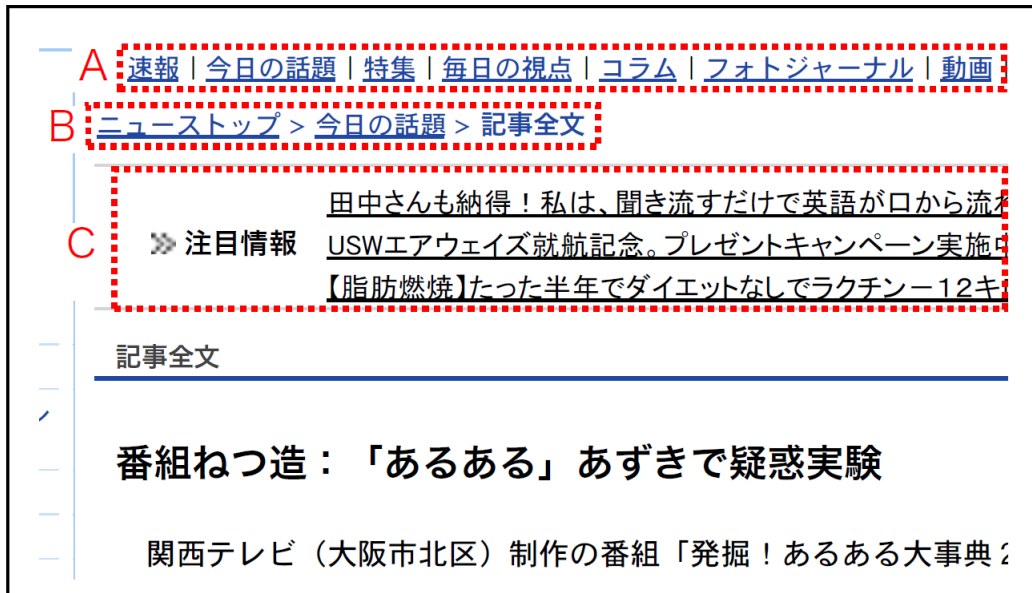 A 速報 | 今日の話題 | 特集 | 毎日の視点 | コラム | フォトジャーナル | 動画
B ニューストップ > 今日の話題 > 記事全文
田中さんも納得！私は、聞き流すだけで英語が口から流れ
C 注目情報 USWエアウェイズ就航記念。プレゼントキャンペーン実施中
【脂肪燃焼】たった半年でダイエットなしでラクチン－１２キ
記事全文
番組ねつ造：「あるある」あずきで疑惑実験
関西テレビ（大阪市北区）制作の番組「発掘！あるある大事典２